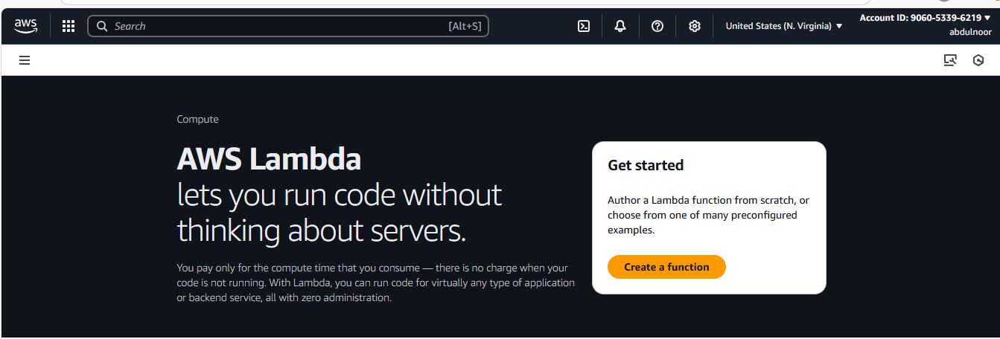 aws
Search [Alt+S]
United States (N. Virginia)
Account ID: 9060-5339-6219
abdulnoor
Compute
AWS Lambda
lets you run code without
thinking about servers.
You pay only for the compute time that you consume — there is no charge when your
code is not running. With Lambda, you can run code for virtually any type of application
or backend service, all with zero administration.
Get started
Author a Lambda function from scratch, or
choose from one of many preconfigured
examples.
Create a function